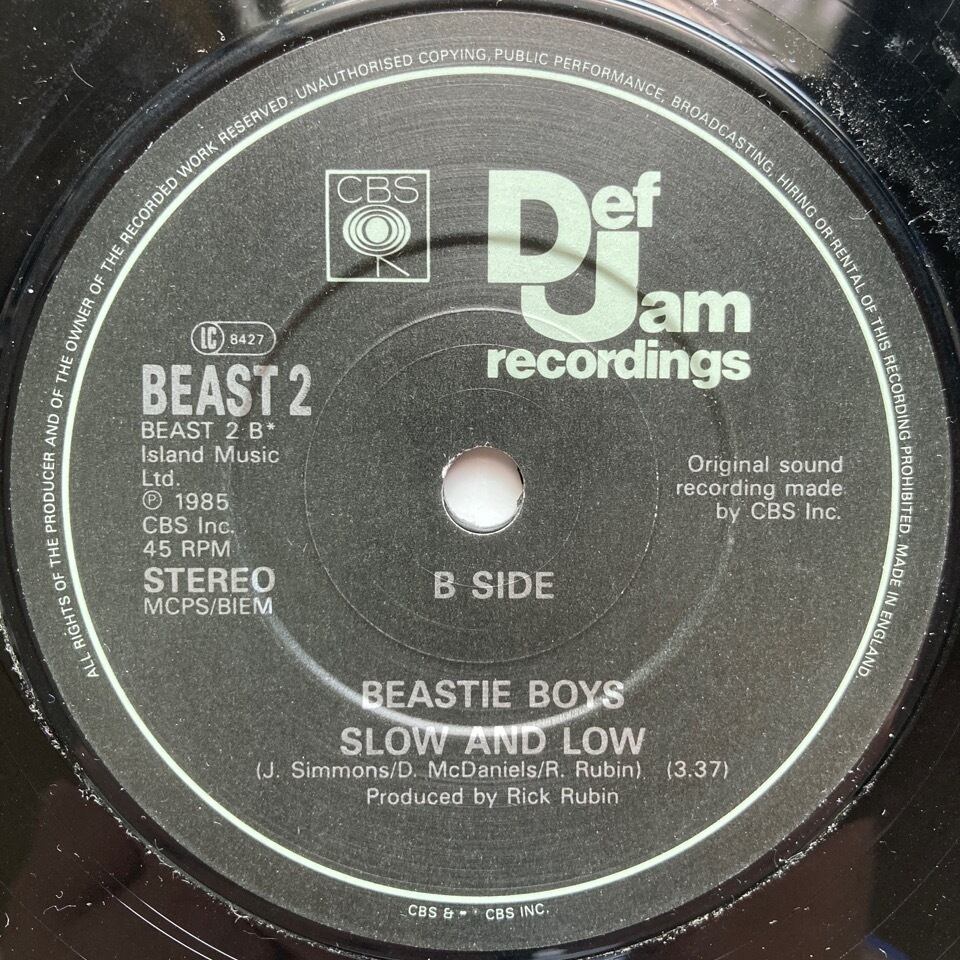 ALL RIGHTS OF THE PRODUCER AND OF THE OWNER OF THE RECORDED WORK RESERVED. UNAUTHORISED COPYING, PUBLIC PERFORMANCE, BROADCASTING, HIRING OR RENTAL OF THIS RECORDING PROHIBITED. MADE IN ENGLAND.
CBS
Def
Jam
recordings
LC 8427
BEAST 2
BEAST 2 B*
Island Music
Ltd.
℗ 1985
CBS Inc.
45 RPM
STEREO
MCPS/BIEM
Original sound
recording made
by CBS Inc.
B SIDE
BEASTIE BOYS
SLOW AND LOW
(J. Simmons/D. McDaniels/R. Rubin) (3.37)
Produced by Rick Rubin
CBS & CBS INC.